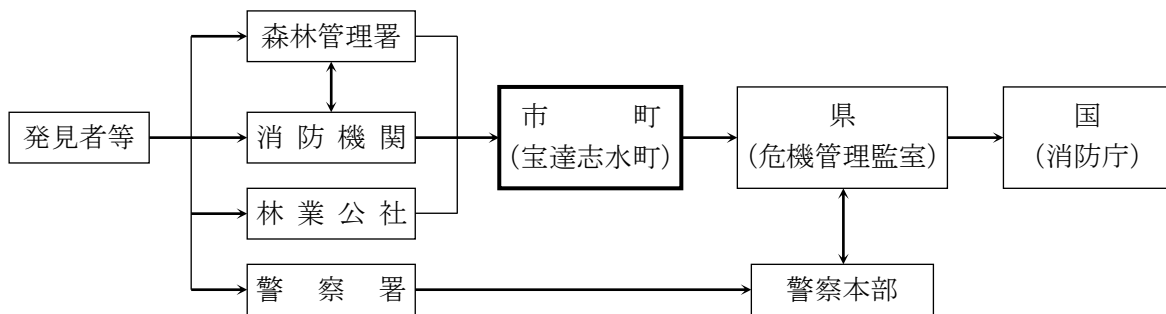 森林管理署
発見者等
消防機関
市町
(宝達志水町)
県
(危機管理監室)
国
(消防庁)
林業公社
警察署
警察本部